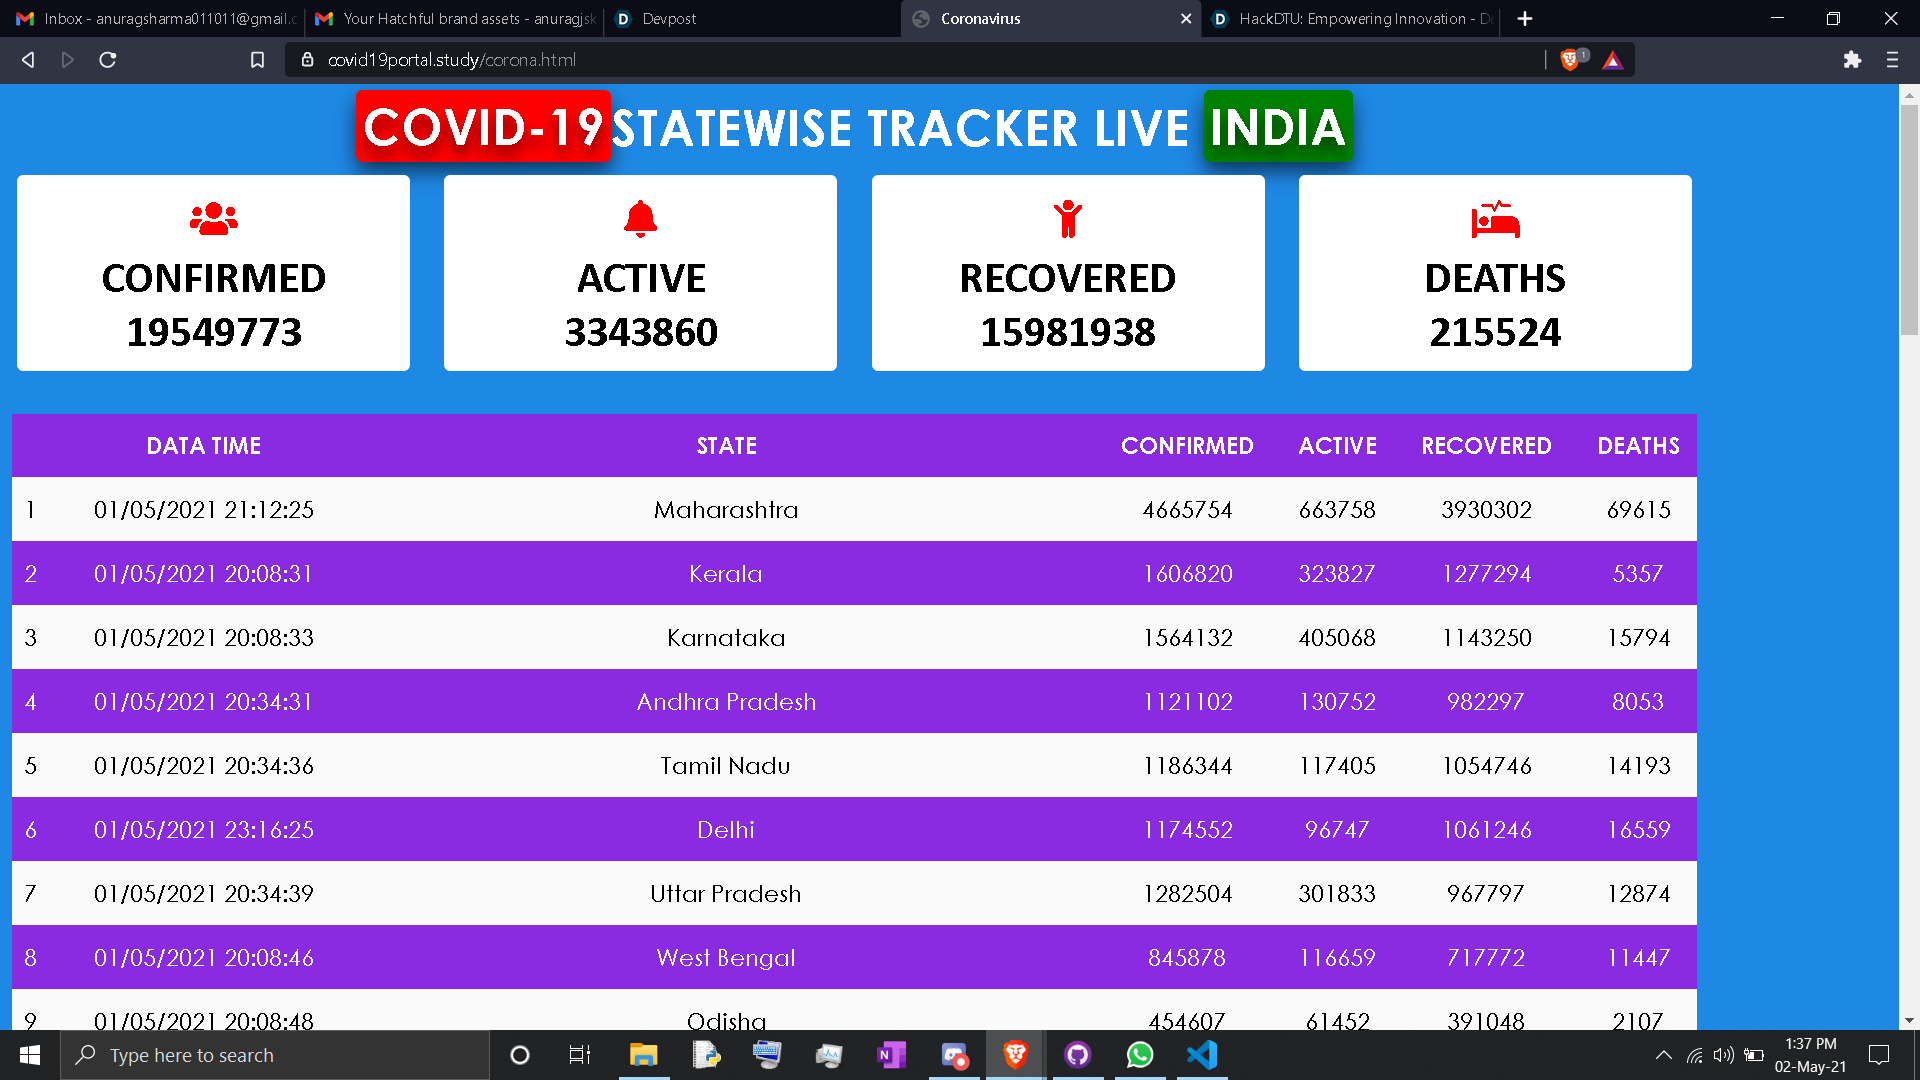 Inbox - anuragsharma011011@gmail.c
Your Hatchful brand assets - anuragjsk
Devpost
Coronavirus
HackDTU: Empowering Innovation - D
covid19portal.study/corona.html
1
COVID-19 STATEWISE TRACKER LIVE INDIA
CONFIRMED ACTIVE RECOVERED DEATHS
19549773 3343860 15981938 215524
DATA TIME STATE CONFIRMED ACTIVE RECOVERED DEATHS
1 01/05/2021 21:12:25 Maharashtra 4665754 663758 3930302 69615
2 01/05/2021 20:08:31 Kerala 1606820 323827 1277294 5357
3 01/05/2021 20:08:33 Karnataka 1564132 405068 1143250 15794
4 01/05/2021 20:34:31 Andhra Pradesh 1121102 130752 982297 8053
5 01/05/2021 20:34:36 Tamil Nadu 1186344 117405 1054746 14193
6 01/05/2021 23:16:25 Delhi 1174552 96747 1061246 16559
7 01/05/2021 20:34:39 Uttar Pradesh 1282504 301833 967797 12874
8 01/05/2021 20:08:46 West Bengal 845878 116659 717772 11447
9 01/05/2021 20:08:48 Odisha 454607 61452 391048 2107
Type here to search
1:37 PM
02-May-21